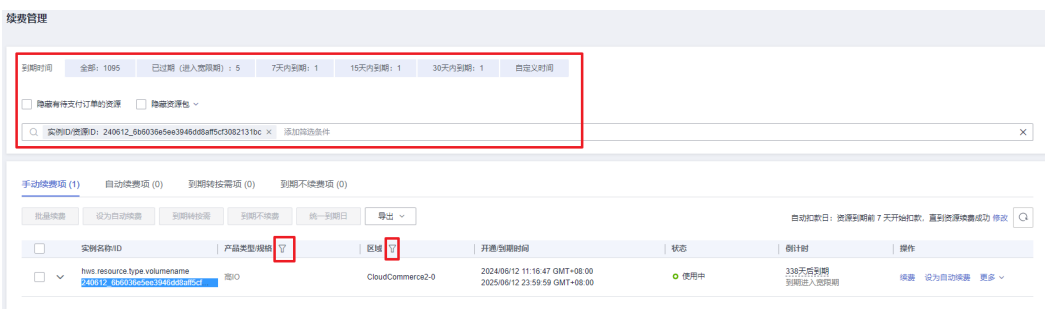 续费管理
到期时间 全部：1095 已过期（进入宽限期）：5 7天内到期：1 15天内到期：1 30天内到期：1 自定义时间
隐藏有待支付订单的资源 隐藏资源包
实例ID/资源ID：240612_6b6036e5ee3946dd8aff5cf3082131bc × 添加筛选条件
手动续费项 (1) 自动续费项 (0) 到期转按需项 (0) 到期不续费项 (0)
批量续费 设为自动续费 到期转按需 到期不续费 统一到期日 导出 自动扣款日：资源到期前 7 天开始扣款，直到资源续费成功 修改
实例名称/ID 产品类型/规格 区域 开通/到期时间 状态 倒计时 操作
hws.resource.type.volumename 高IO CloudCommerce2-0 2024/06/12 11:16:47 GMT+08:00 使用中 338天后到期 续费 设为自动续费 更多
240612_6b6036e5ee3946dd8aff5cf 2025/06/12 23:59:59 GMT+08:00 到期进入宽限期